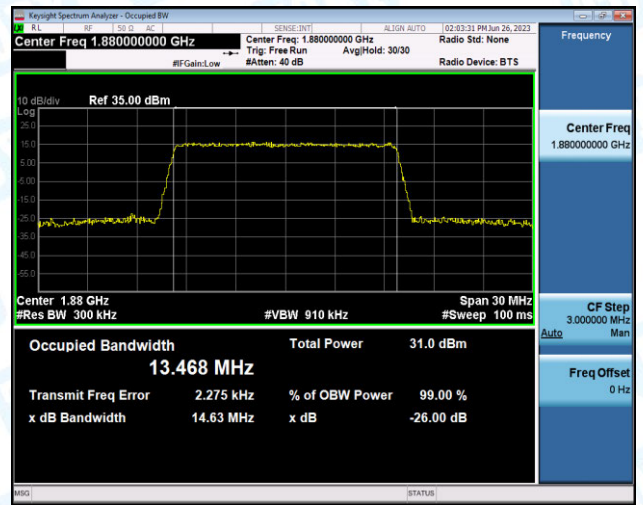 Keysight Spectrum Analyzer - Occupied BW
RL RF 50 Ω AC SENSE:INT ALIGN AUTO 02:03:31 PM Jun 26, 2023
Center Freq 1.880000000 GHz
Center Freq: 1.880000000 GHz Radio Std: None
Trig: Free Run Avg|Hold: 30/30
#IFGain:Low #Atten: 40 dB Radio Device: BTS
Frequency
10 dB/div Ref 35.00 dBm
Log
25.0
15.0
5.00
-5.00
-15.0
-25.0
-35.0
-45.0
-55.0
Center 1.88 GHz Span 30 MHz
#Res BW 300 kHz #VBW 910 kHz #Sweep 100 ms
Center Freq
1.880000000 GHz
CF Step
3.000000 MHz
Auto Man
Freq Offset
0 Hz
Occupied Bandwidth Total Power 31.0 dBm
13.468 MHz
Transmit Freq Error 2.275 kHz % of OBW Power 99.00 %
x dB Bandwidth 14.63 MHz x dB -26.00 dB
MSG STATUS